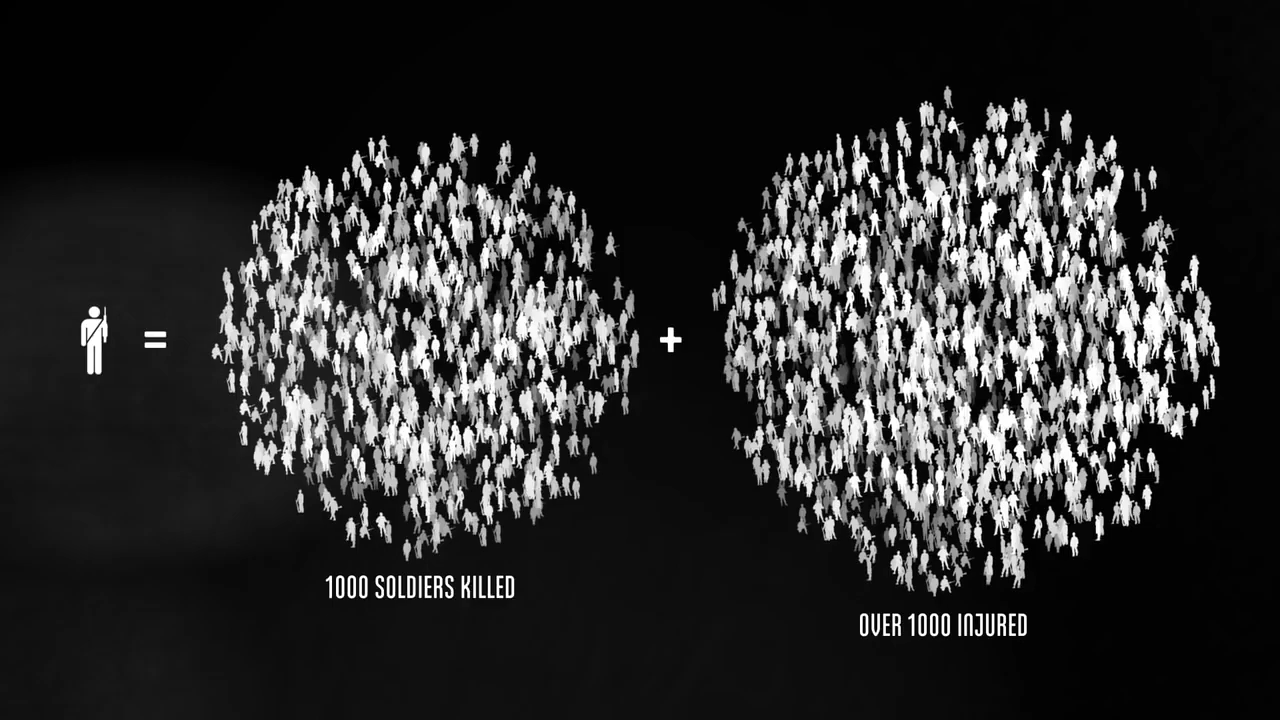 =
+
1000 SOLDIERS KILLED
OVER 1000 INJURED